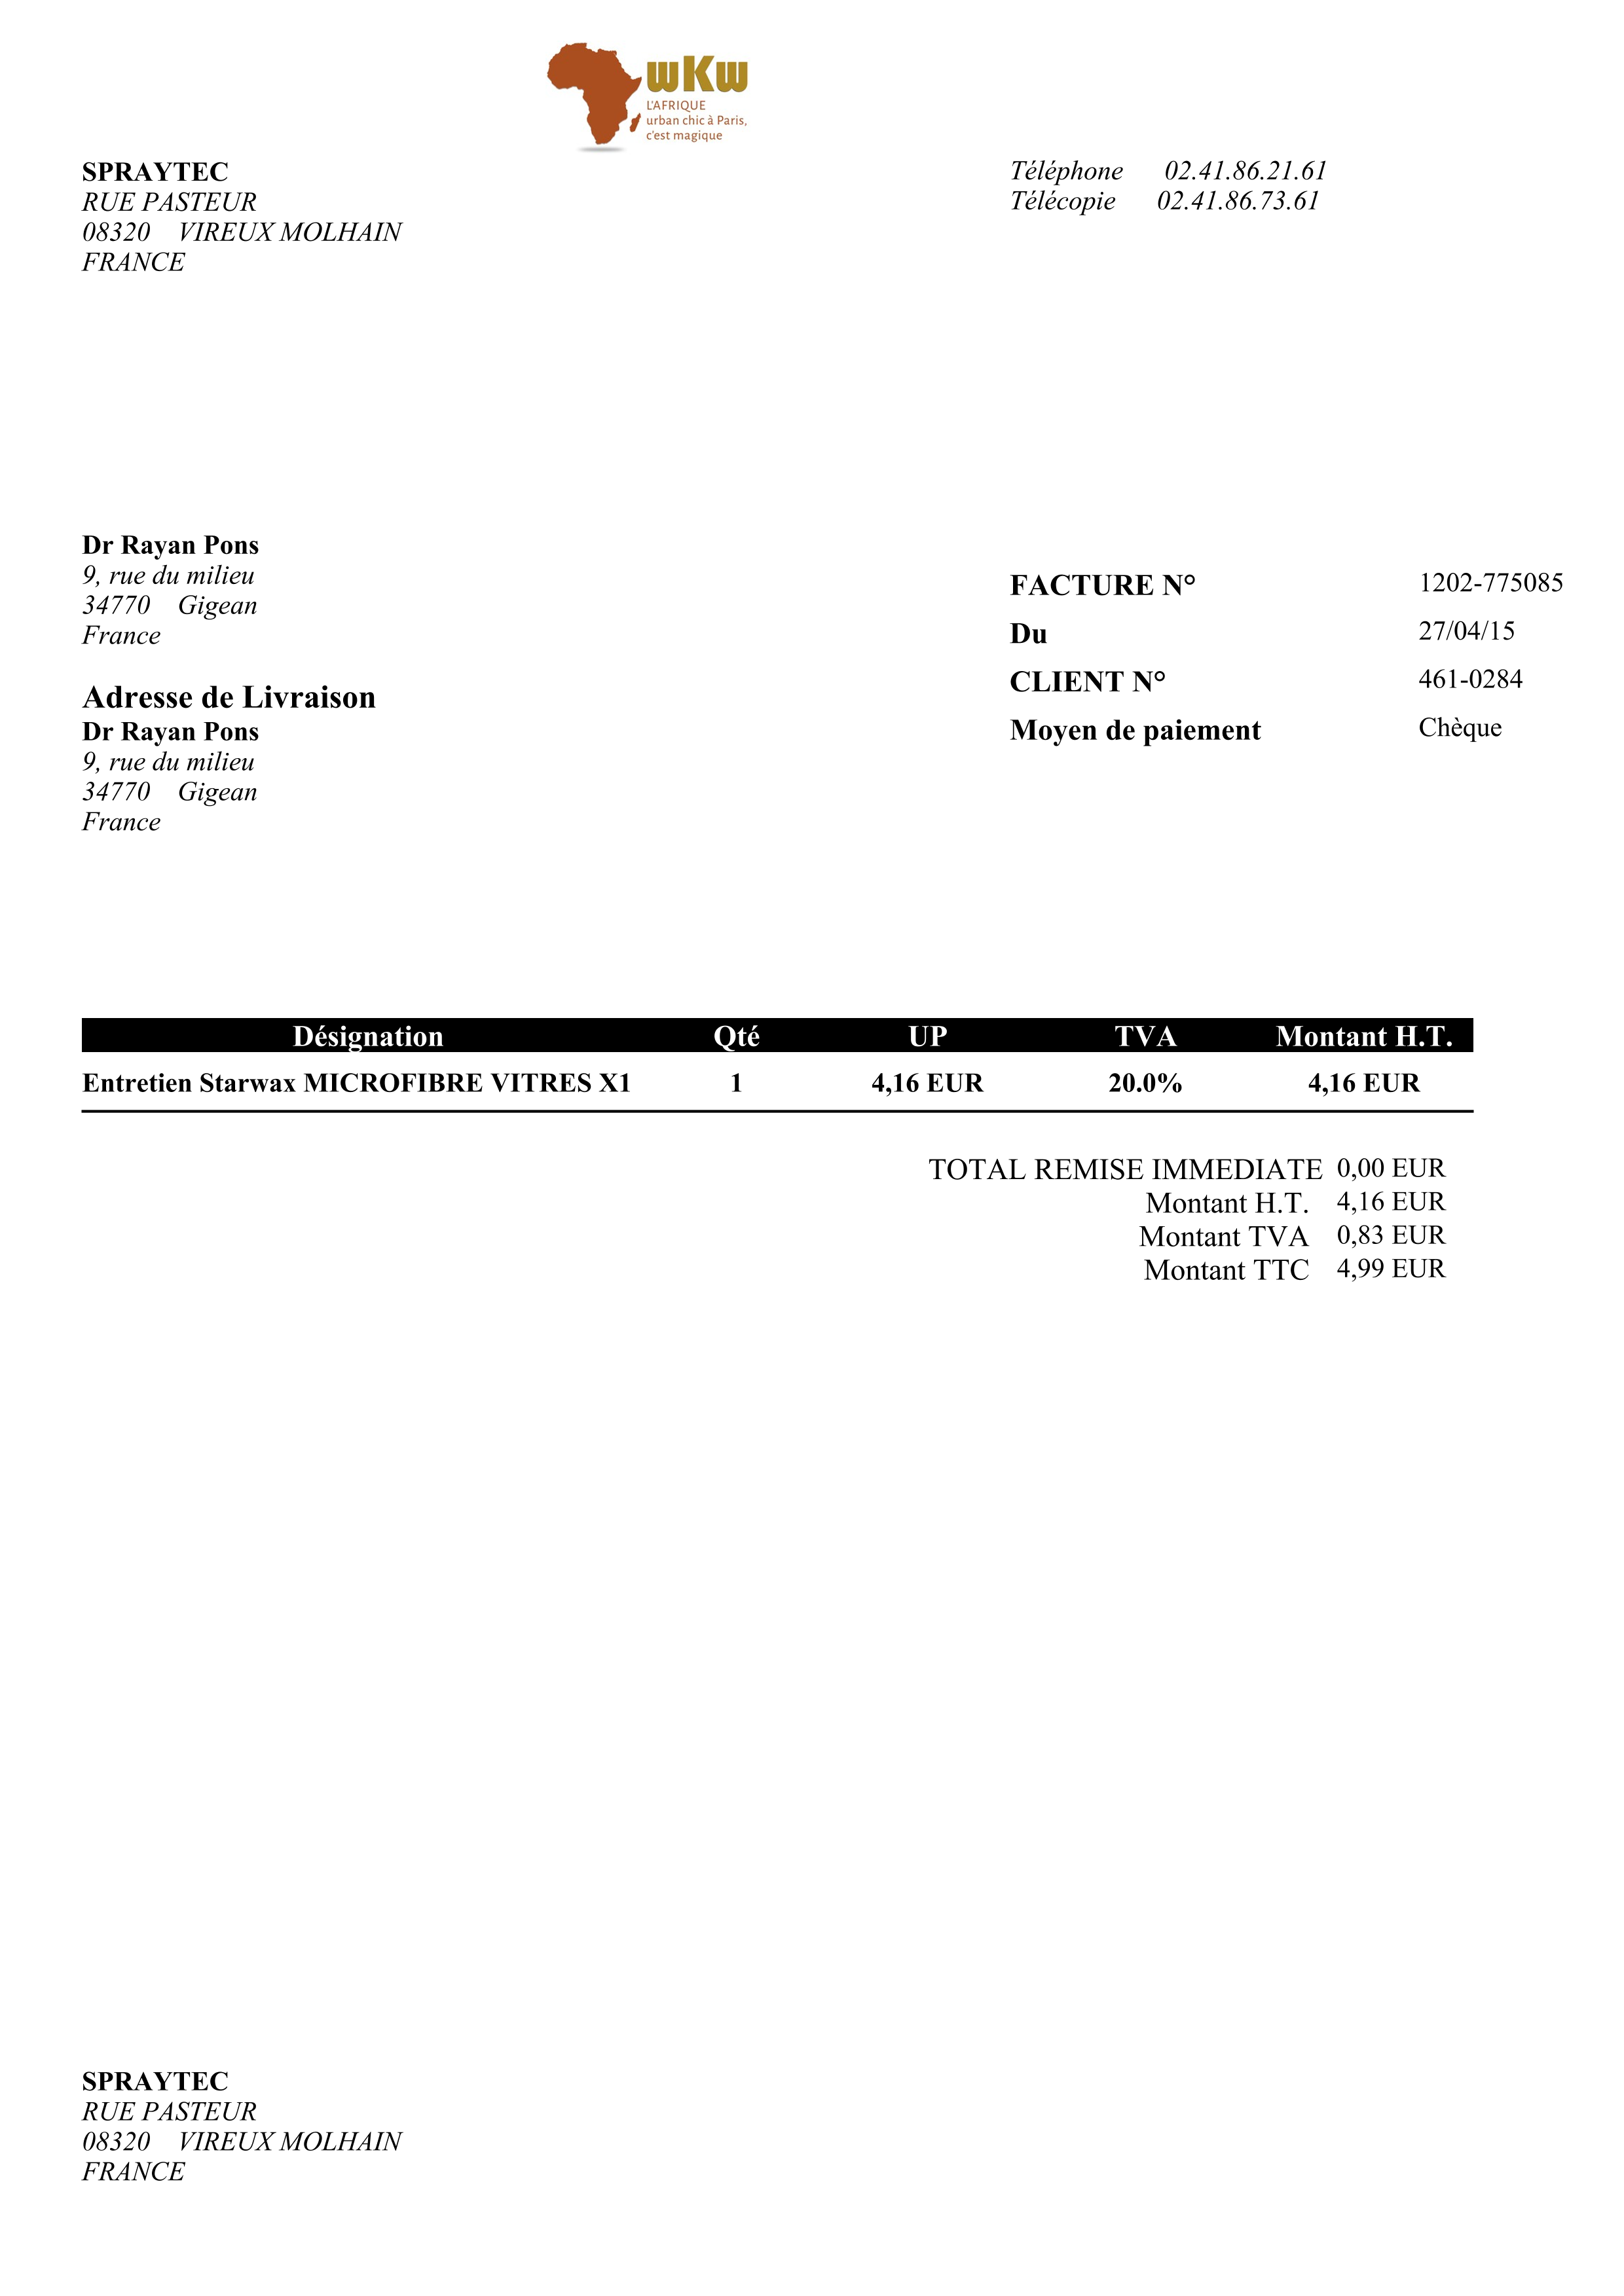 wKw
L'AFRIQUE
urban chic à Paris,
c'est magique
SPRAYTEC
RUE PASTEUR
08320 VIREUX MOLHAIN
FRANCE
Téléphone 02.41.86.21.61
Télécopie 02.41.86.73.61
Dr Rayan Pons
9, rue du milieu
34770 Gigean
France
Adresse de Livraison
Dr Rayan Pons
9, rue du milieu
34770 Gigean
France
FACTURE N° 1202-775085
Du 27/04/15
CLIENT N° 461-0284
Moyen de paiement Chèque
Désignation Qté UP TVA Montant H.T.
Entretien Starwax MICROFIBRE VITRES X1 1 4,16 EUR 20.0% 4,16 EUR
TOTAL REMISE IMMEDIATE 0,00 EUR
Montant H.T. 4,16 EUR
Montant TVA 0,83 EUR
Montant TTC 4,99 EUR
SPRAYTEC
RUE PASTEUR
08320 VIREUX MOLHAIN
FRANCE